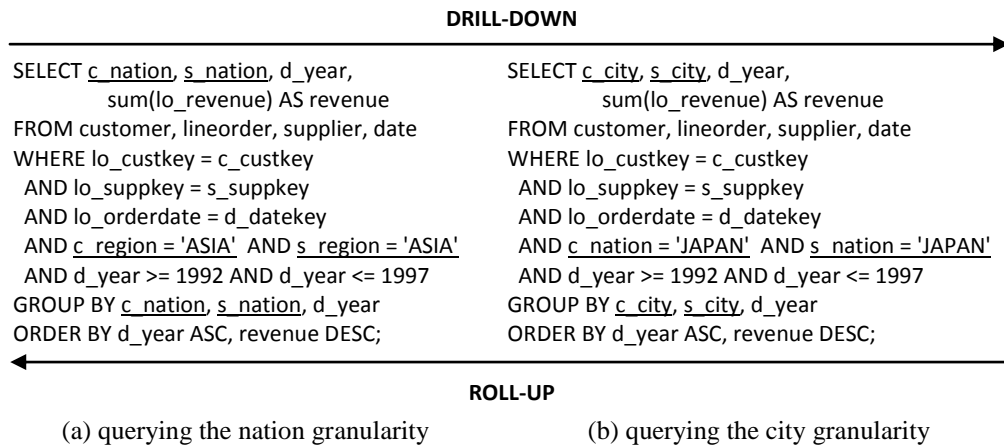 DRILL-DOWN
SELECT c_nation, s_nation, d_year,
sum(lo_revenue) AS revenue
FROM customer, lineorder, supplier, date
WHERE lo_custkey = c_custkey
AND lo_suppkey = s_suppkey
AND lo_orderdate = d_datekey
AND c_region = 'ASIA' AND s_region = 'ASIA'
AND d_year >= 1992 AND d_year <= 1997
GROUP BY c_nation, s_nation, d_year
ORDER BY d_year ASC, revenue DESC;
SELECT c_city, s_city, d_year,
sum(lo_revenue) AS revenue
FROM customer, lineorder, supplier, date
WHERE lo_custkey = c_custkey
AND lo_suppkey = s_suppkey
AND lo_orderdate = d_datekey
AND c_nation = 'JAPAN' AND s_nation = 'JAPAN'
AND d_year >= 1992 AND d_year <= 1997
GROUP BY c_city, s_city, d_year
ORDER BY d_year ASC, revenue DESC;
ROLL-UP
(a) querying the nation granularity
(b) querying the city granularity